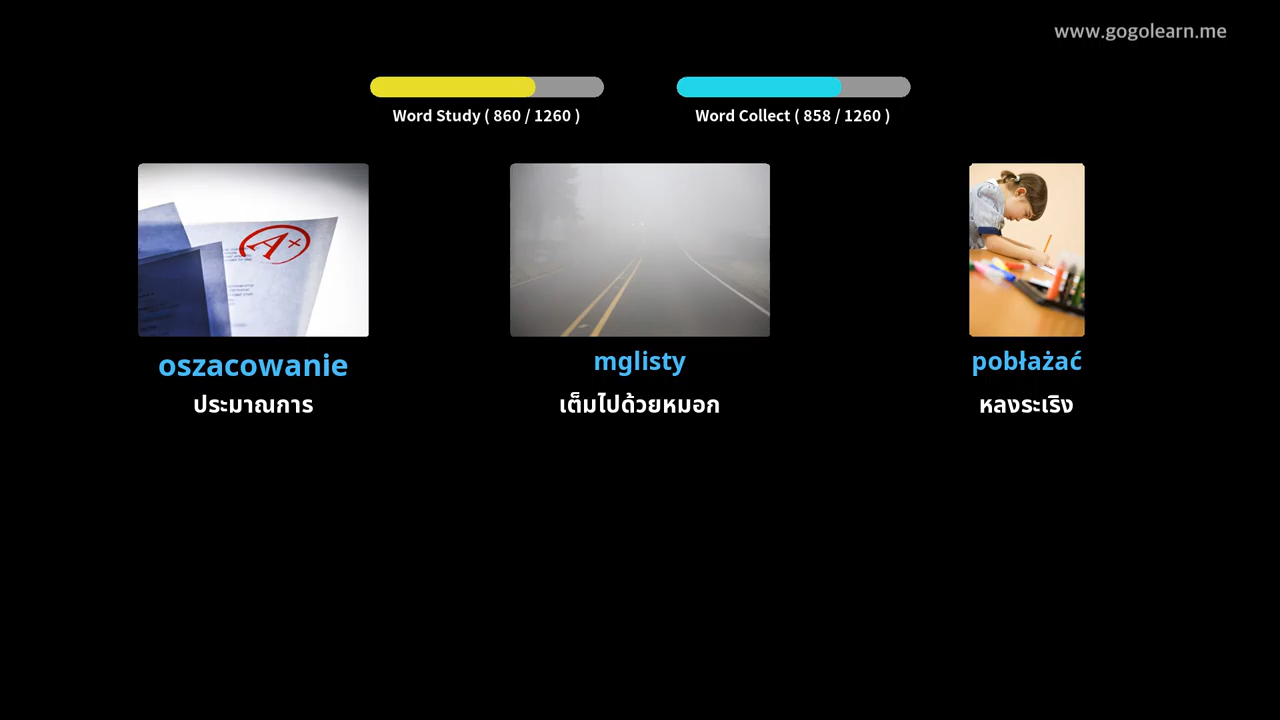 www.gogolearn.me
Word Study ( 860 / 1260 )
Word Collect ( 858 / 1260 )
A+
oszacowanie
mglisty
pobłażać
ประมาณการ
เต็มไปด้วยหมอก
หลงระเริง